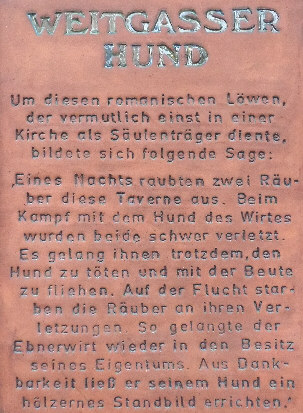 WEITGASSER
HUND
Um diesen romanischen Löwen,
der vermutlich einst in einer
Kirche als Säulenträger diente,
bildete sich folgende Sage:
„Eines Nachts raubten zwei Räu-
ber diese Taverne aus. Beim
Kampf mit dem Hund des Wirtes
wurden beide schwer verletzt.
Es gelang ihnen trotzdem, den
Hund zu töten und mit der Beute
zu fliehen. Auf der Flucht star-
ben die Räuber an ihren Ver-
letzungen. So gelangte der
Ebnerwirt wieder in den Besitz
seines Eigentums. Aus Dank-
barkeit ließ er seinem Hund ein
hölzernes Standbild errichten.“